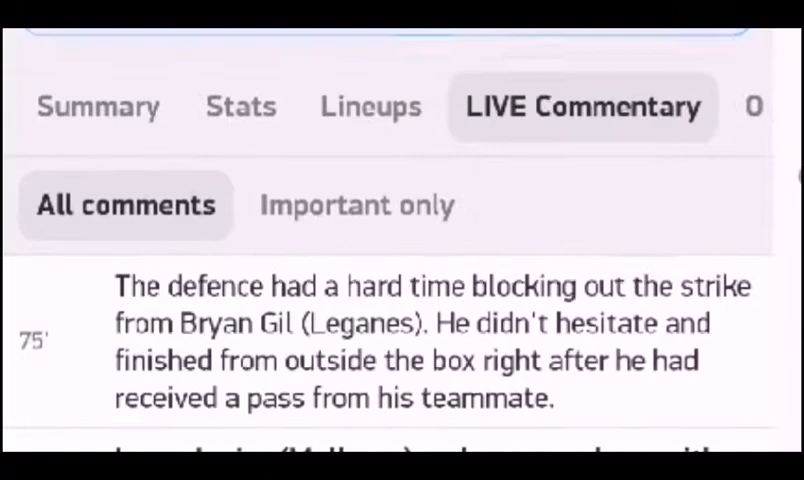 Summary Stats Lineups LIVE Commentary O
All comments Important only
The defence had a hard time blocking out the strike
from Bryan Gil (Leganes). He didn't hesitate and
75'
finished from outside the box right after he had
received a pass from his teammate.